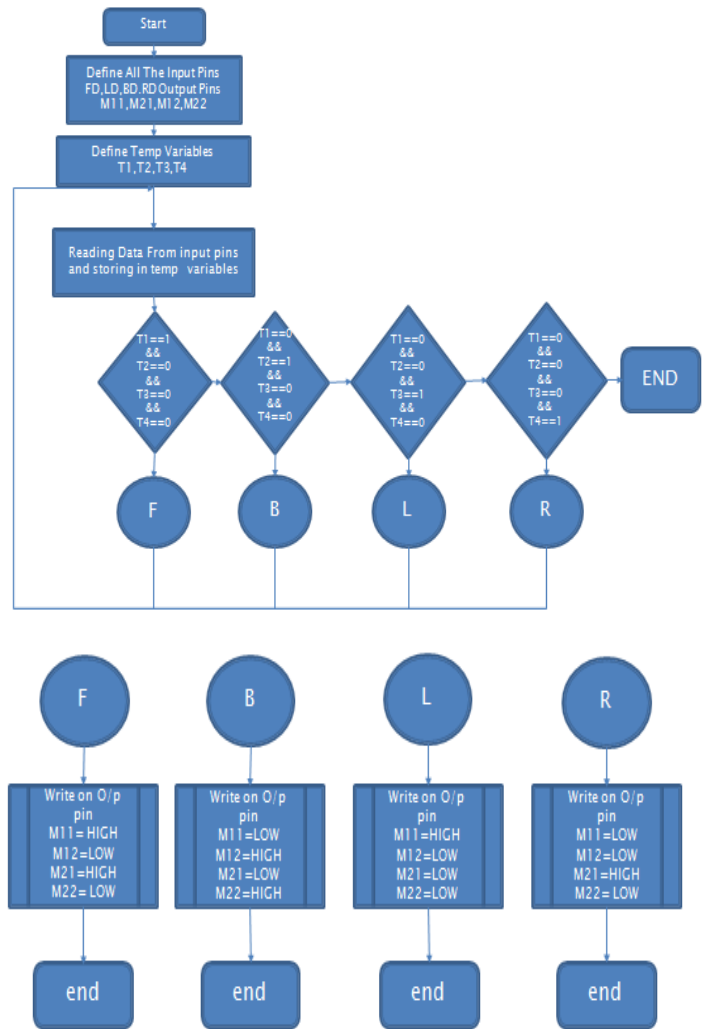 Start
Define All The Input Pins
FD,LD,BD.RD Output Pins
M11,M21,M12,M22
Define Temp Variables
T1,T2,T3,T4
Reading Data From input pins
and storing in temp variables
T1==1
&&
T2==0
&&
T3==0
&&
T4==0
T1==0
&&
T2==1
&&
T3==0
&&
T4==0
T1==0
&&
T2==0
&&
T3==1
&&
T4==0
T1==0
&&
T2==0
&&
T3==0
&&
T4==1
END
F
B
L
R
F
B
L
R
Write on O/p
pin
M11= HIGH
M12=LOW
M21=HIGH
M22= LOW
Write on O/p
pin
M11=LOW
M12=HIGH
M21=LOW
M22=HIGH
Write on O/p
pin
M11=HIGH
M12=LOW
M21=LOW
M22=LOW
Write on O/p
pin
M11=LOW
M12=LOW
M21=HIGH
M22= LOW
end
end
end
end